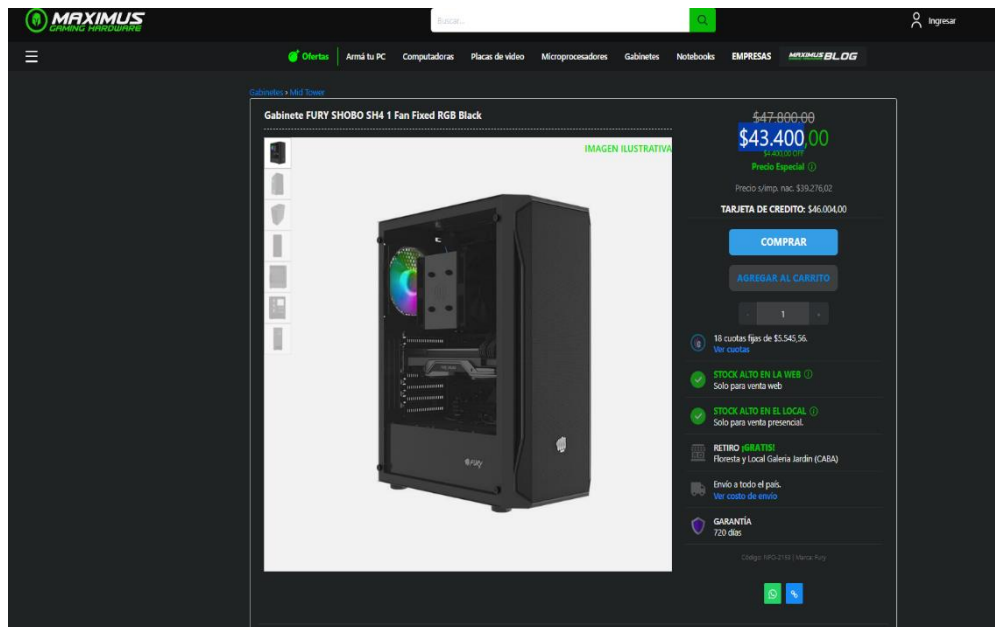 MAXIMUS
GAMING HARDWARE
Buscar...
Ingresar
Ofertas
Armá tu PC
Computadoras
Placas de video
Microprocesadores
Gabinetes
Notebooks
EMPRESAS
MAXIMUS BLOG
Gabinetes › Mid Tower
Gabinete FURY SHOBO SH4 1 Fan Fixed RGB Black
IMAGEN ILUSTRATIVA
fury
$47.800,00
$43.400,00
$4.400,00 OFF
Precio Especial
Precio s/imp. nac. $39.276,02
TARJETA DE CREDITO: $46.004,00
COMPRAR
AGREGAR AL CARRITO
- 1 +
18 cuotas fijas de $5.545,56.
Ver cuotas
STOCK ALTO EN LA WEB
Solo para venta web
STOCK ALTO EN EL LOCAL
Solo para venta presencial.
RETIRO ¡GRATIS!
Floresta y Local Galeria Jardin (CABA)
Envío a todo el país.
Ver costo de envío
GARANTÍA
720 días